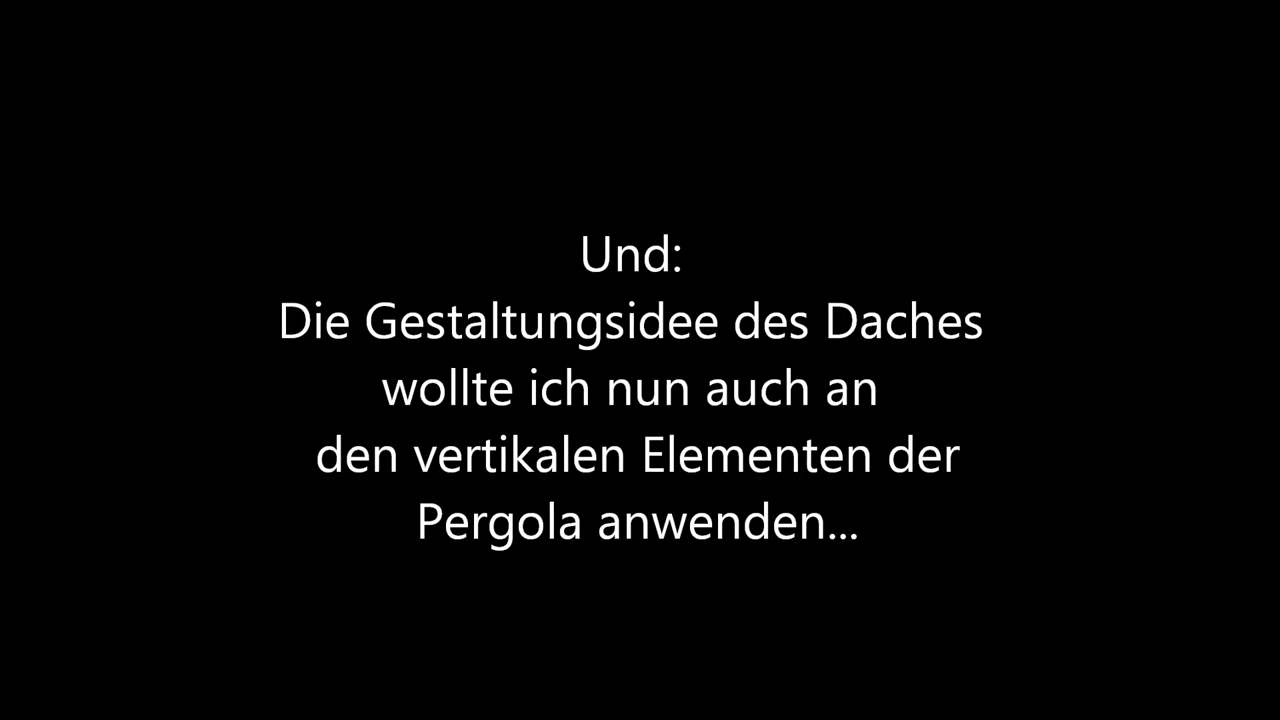 Und:
Die Gestaltungsidee des Daches
wollte ich nun auch an
den vertikalen Elementen der
Pergola anwenden...